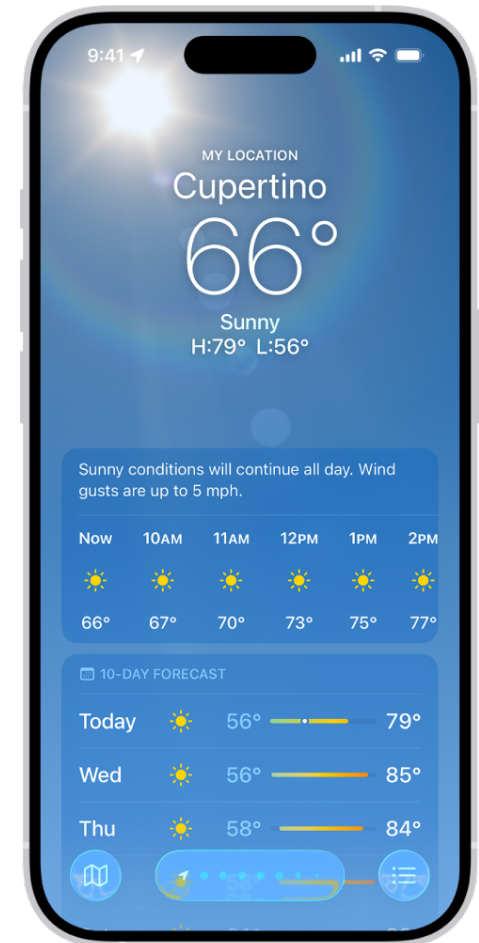 9:41
MY LOCATION
Cupertino
66°
Sunny
H:79° L:56°
Sunny conditions will continue all day. Wind
gusts are up to 5 mph.
Now 10AM 11AM 12PM 1PM 2PM
66° 67° 70° 73° 75° 77°
10-DAY FORECAST
Today 56° 79°
Wed 56° 85°
Thu 58° 84°